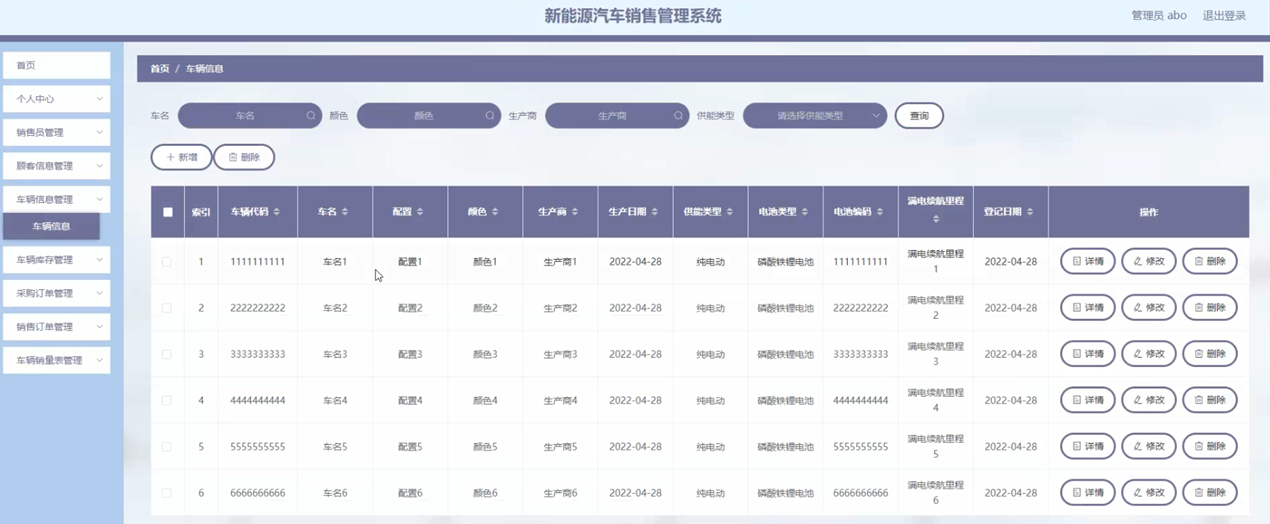 新能源汽车销售管理系统
管理员 abo 退出登录
首页
个人中心
销售员管理
顾客信息管理
车辆信息管理
车辆信息
车辆库存管理
采购订单管理
销售订单管理
车辆销量表管理
首页 / 车辆信息
车名 车名 颜色 颜色 生产商 生产商 供能类型 请选择供能类型 查询
新增 删除
索引 车辆代码 车名 配置 颜色 生产商 生产日期 供能类型 电池类型 电池编码 满电续航里程 登记日期 操作
1 1111111111 车名1 配置1 颜色1 生产商1 2022-04-28 纯电动 磷酸铁锂电池 1111111111 满电续航里程1 2022-04-28 详情 修改 删除
2 2222222222 车名2 配置2 颜色2 生产商2 2022-04-28 纯电动 磷酸铁锂电池 2222222222 满电续航里程2 2022-04-28 详情 修改 删除
3 3333333333 车名3 配置3 颜色3 生产商3 2022-04-28 纯电动 磷酸铁锂电池 3333333333 满电续航里程3 2022-04-28 详情 修改 删除
4 4444444444 车名4 配置4 颜色4 生产商4 2022-04-28 纯电动 磷酸铁锂电池 4444444444 满电续航里程4 2022-04-28 详情 修改 删除
5 5555555555 车名5 配置5 颜色5 生产商5 2022-04-28 纯电动 磷酸铁锂电池 5555555555 满电续航里程5 2022-04-28 详情 修改 删除
6 6666666666 车名6 配置6 颜色6 生产商6 2022-04-28 纯电动 磷酸铁锂电池 6666666666 满电续航里程6 2022-04-28 详情 修改 删除